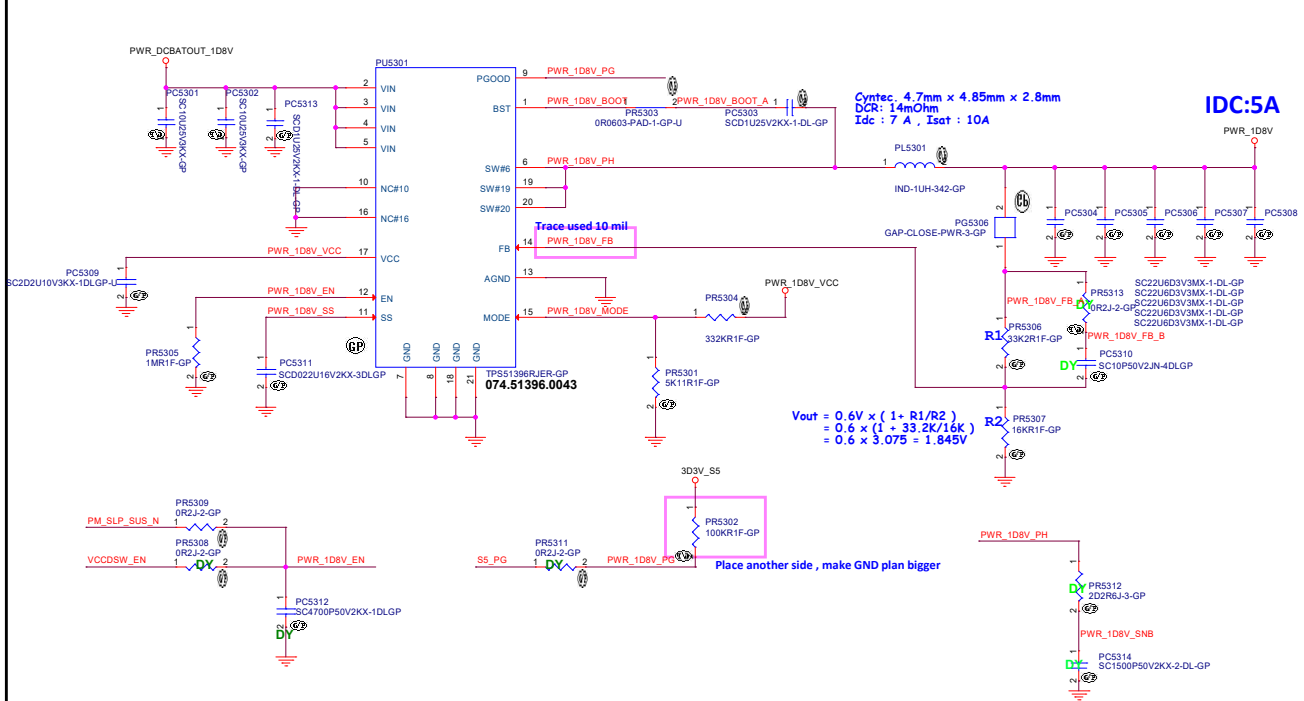 PWR_DCBATOUT_1D8V
PU5301
PC5301
SC10U25V3KX-GP
PC5302
SC10U25V3KX-GP
PC5313
SCD1U25V2KX-1-DL-GP
2
VIN
3
VIN
4
VIN
5
VIN
10
NC#10
16
NC#16
PWR_1D8V_VCC
17
VCC
PWR_1D8V_EN
12
EN
PWR_1D8V_SS
11
SS
PGOOD
9
PWR_1D8V_PG
BST
1
PWR_1D8V_BOOT
PR5303
0R0603-PAD-1-GP-U
2
PWR_1D8V_BOOT_A
1
PC5303
SCD1U25V2KX-1-DL-GP
SW#6
6
PWR_1D8V_PH
SW#19
19
SW#20
20
Trace used 10 mil
FB
14
PWR_1D8V_FB
AGND
13
MODE
15
PWR_1D8V_MODE
GND
GND
GND
GND
7
8
18
21
TPS51396RJER-GP
074.51396.0043
PC5309
SC2D2U10V3KX-1DLGP-U
PR5305
1MR1F-GP
PC5311
SCD022U16V2KX-3DLGP
PR5304
1
332KR1F-GP
PWR_1D8V_VCC
PR5301
5K11R1F-GP
Cyntec. 4.7mm x 4.85mm x 2.8mm
DCR: 14mOhm
Idc : 7 A , Isat : 10A
IDC:5A
PWR_1D8V
PL5301
1
IND-1UH-342-GP
PG5306
GAP-CLOSE-PWR-3-GP
PC5304
PC5305
PC5306
PC5307
PC5308
SC22U6D3V3MX-1-DL-GP
SC22U6D3V3MX-1-DL-GP
SC22U6D3V3MX-1-DL-GP
SC22U6D3V3MX-1-DL-GP
SC22U6D3V3MX-1-DL-GP
PWR_1D8V_FB
PR5313
DY
0R2J-2-GP
R1
PR5306
33K2R1F-GP
PWR_1D8V_FB_B
PC5310
DY
SC10P50V2JN-4DLGP
R2
PR5307
16KR1F-GP
Vout = 0.6V x ( 1+ R1/R2 )
= 0.6 x (1 + 33.2K/16K )
= 0.6 x 3.075 = 1.845V
PR5309
0R2J-2-GP
PM_SLP_SUS_N
1
2
PR5308
0R2J-2-GP
VCCDSW_EN
1
DY
2
PWR_1D8V_EN
PC5312
SC4700P50V2KX-1DLGP
DY
3D3V_S5
PR5302
100KR1F-GP
PR5311
0R2J-2-GP
S5_PG
1
DY
2
PWR_1D8V_PG
Place another side , make GND plan bigger
PWR_1D8V_PH
PR5312
DY
2D2R6J-3-GP
PWR_1D8V_SNB
PC5314
DY
SC1500P50V2KX-2-DL-GP